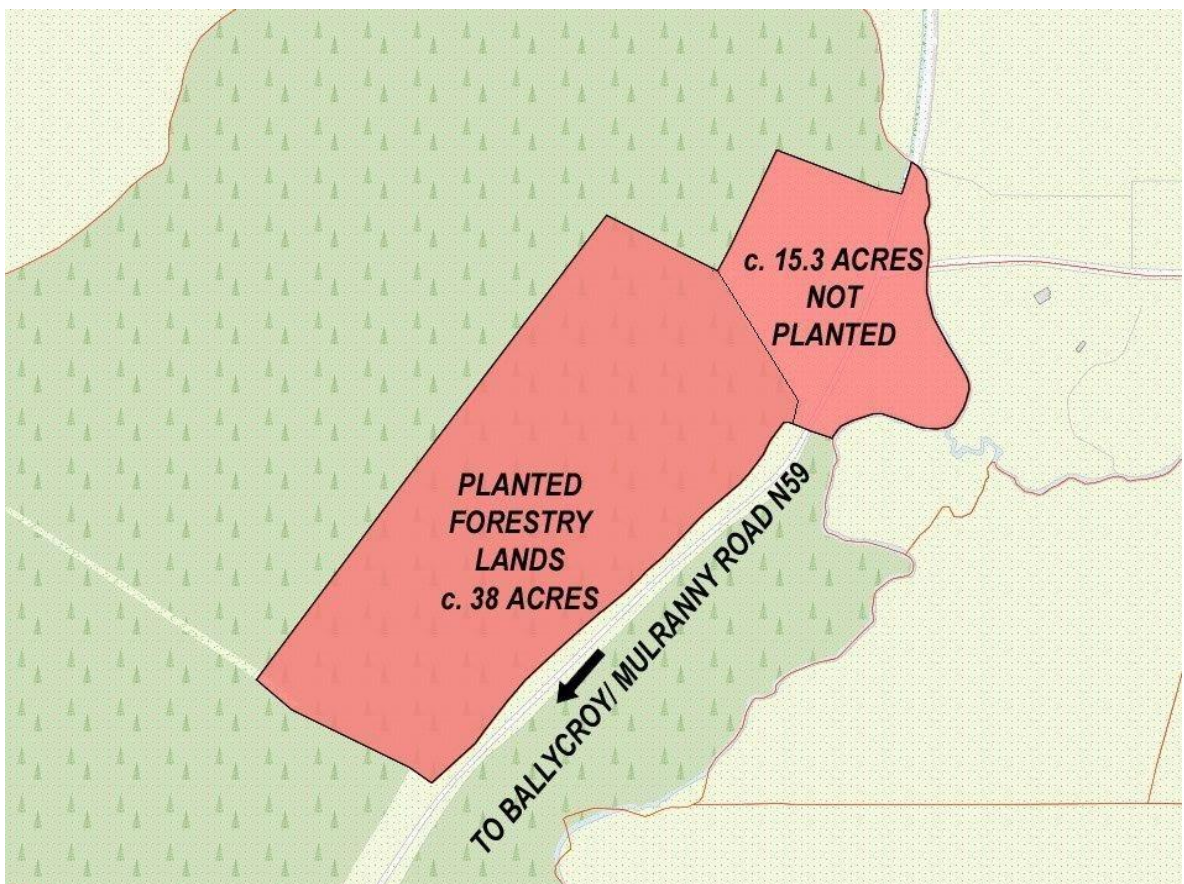 c. 15.3 ACRES
NOT
PLANTED
PLANTED
FORESTRY
LANDS
c. 38 ACRES
TO BALLYCROY/ MULRANNY ROAD N59